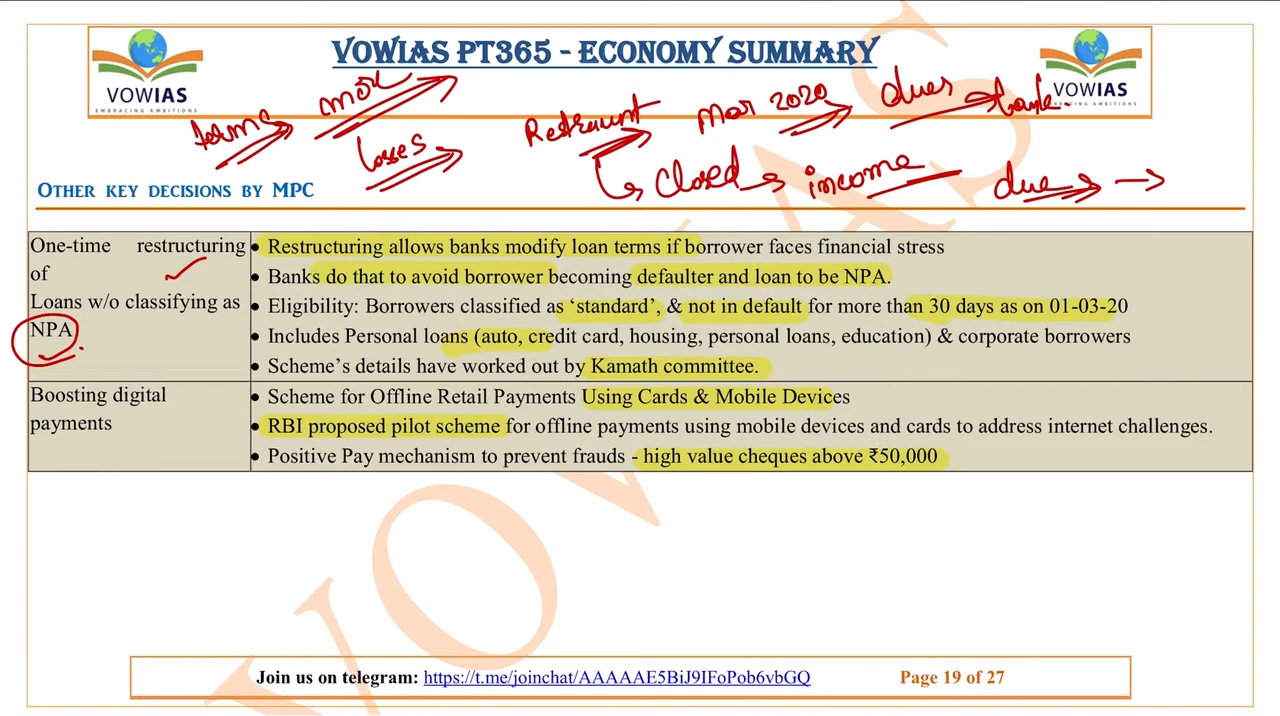 VOWIAS PT365 - ECONOMY SUMMARY
VOWIAS
EMBRACING AMBITIONS
VOWIAS
EMBRACING AMBITIONS
terms
mor
losses
Restraunt
Mar 2020
dues
bank
Closed
income
due
OTHER KEY DECISIONS BY MPC
One-time restructuring
of
Loans w/o classifying as
NPA
• Restructuring allows banks modify loan terms if borrower faces financial stress
• Banks do that to avoid borrower becoming defaulter and loan to be NPA.
• Eligibility: Borrowers classified as ‘standard’, & not in default for more than 30 days as on 01-03-20
• Includes Personal loans (auto, credit card, housing, personal loans, education) & corporate borrowers
• Scheme’s details have worked out by Kamath committee.
Boosting digital
payments
• Scheme for Offline Retail Payments Using Cards & Mobile Devices
• RBI proposed pilot scheme for offline payments using mobile devices and cards to address internet challenges.
• Positive Pay mechanism to prevent frauds - high value cheques above ₹50,000
Join us on telegram: https://t.me/joinchat/AAAAAE5BiJ9IFoPob6vbGQ
Page 19 of 27